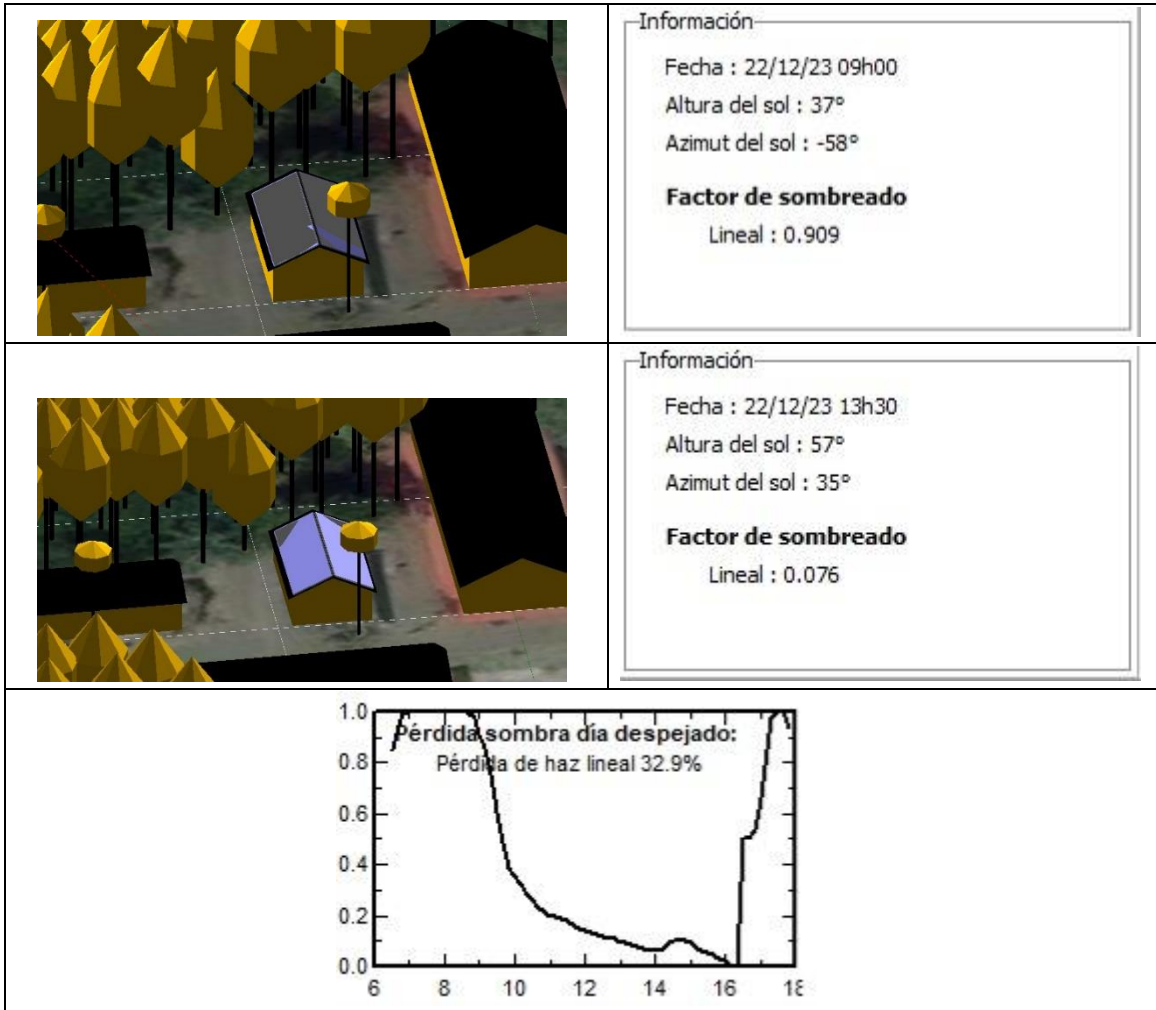 Información
Fecha : 22/12/23 09h00
Altura del sol : 37°
Azimut del sol : -58°
Factor de sombreado
Lineal : 0.909
Información
Fecha : 22/12/23 13h30
Altura del sol : 57°
Azimut del sol : 35°
Factor de sombreado
Lineal : 0.076
Pérdida sombra día despejado:
Pérdida de haz lineal 32.9%
1.0
0.8
0.6
0.4
0.2
0.0
6 8 10 12 14 16 18